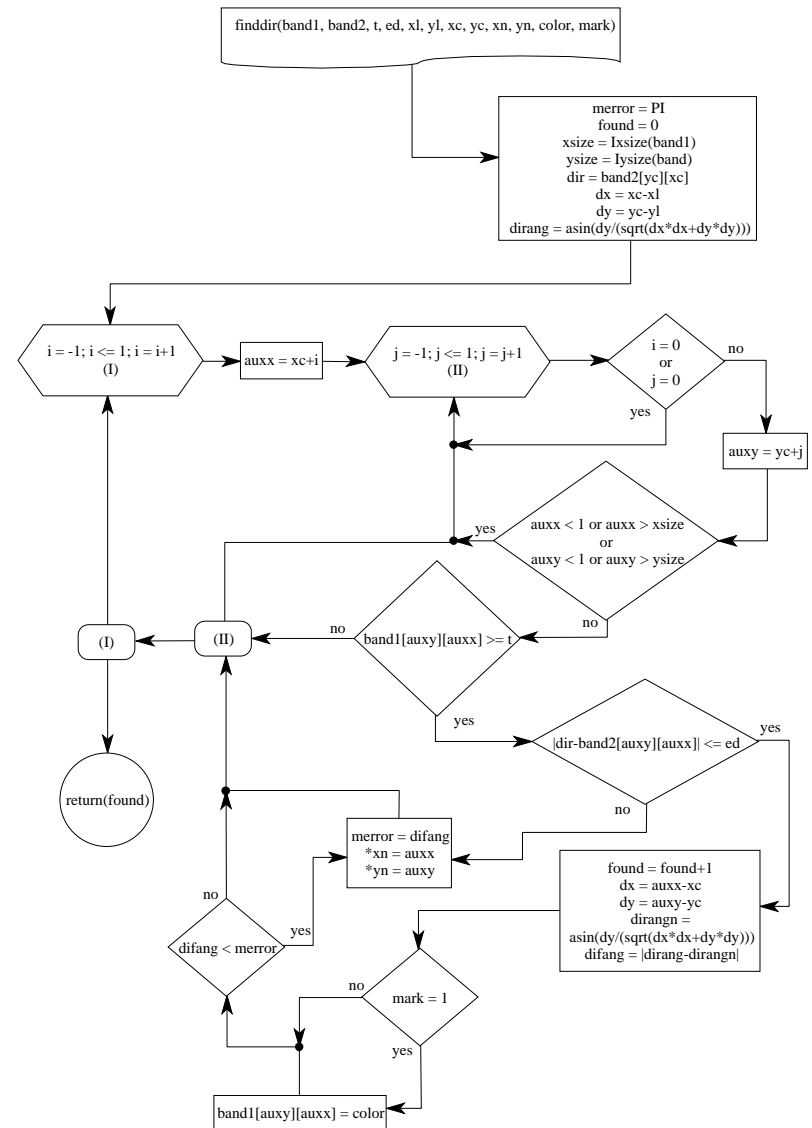 finddir(band1, band2, t, ed, xl, yl, xc, yc, xn, yn, color, mark)
merror = PI
found = 0
xsize = Ixsize(band1)
ysize = Iysize(band)
dir = band2[yc][xc]
dx = xc-xl
dy = yc-yl
dirang = asin(dy/(sqrt(dx*dx+dy*dy)))
i = -1; i <= 1; i = i+1
(I)
auxx = xc+i
j = -1; j <= 1; j = j+1
(II)
i = 0
or
j = 0
no
yes
auxy = yc+j
auxx < 1 or auxx > xsize
or
auxy < 1 or auxy > ysize
yes
no
(I)
(II)
no
band1[auxy][auxx] >= t
yes
|dir-band2[auxy][auxx]| <= ed
yes
no
return(found)
merror = difang
*xn = auxx
*yn = auxy
found = found+1
dx = auxx-xc
dy = auxy-yc
dirangn =
asin(dy/(sqrt(dx*dx+dy*dy)))
difang = |dirang-dirangn|
no
yes
difang < merror
no
mark = 1
yes
band1[auxy][auxx] = color